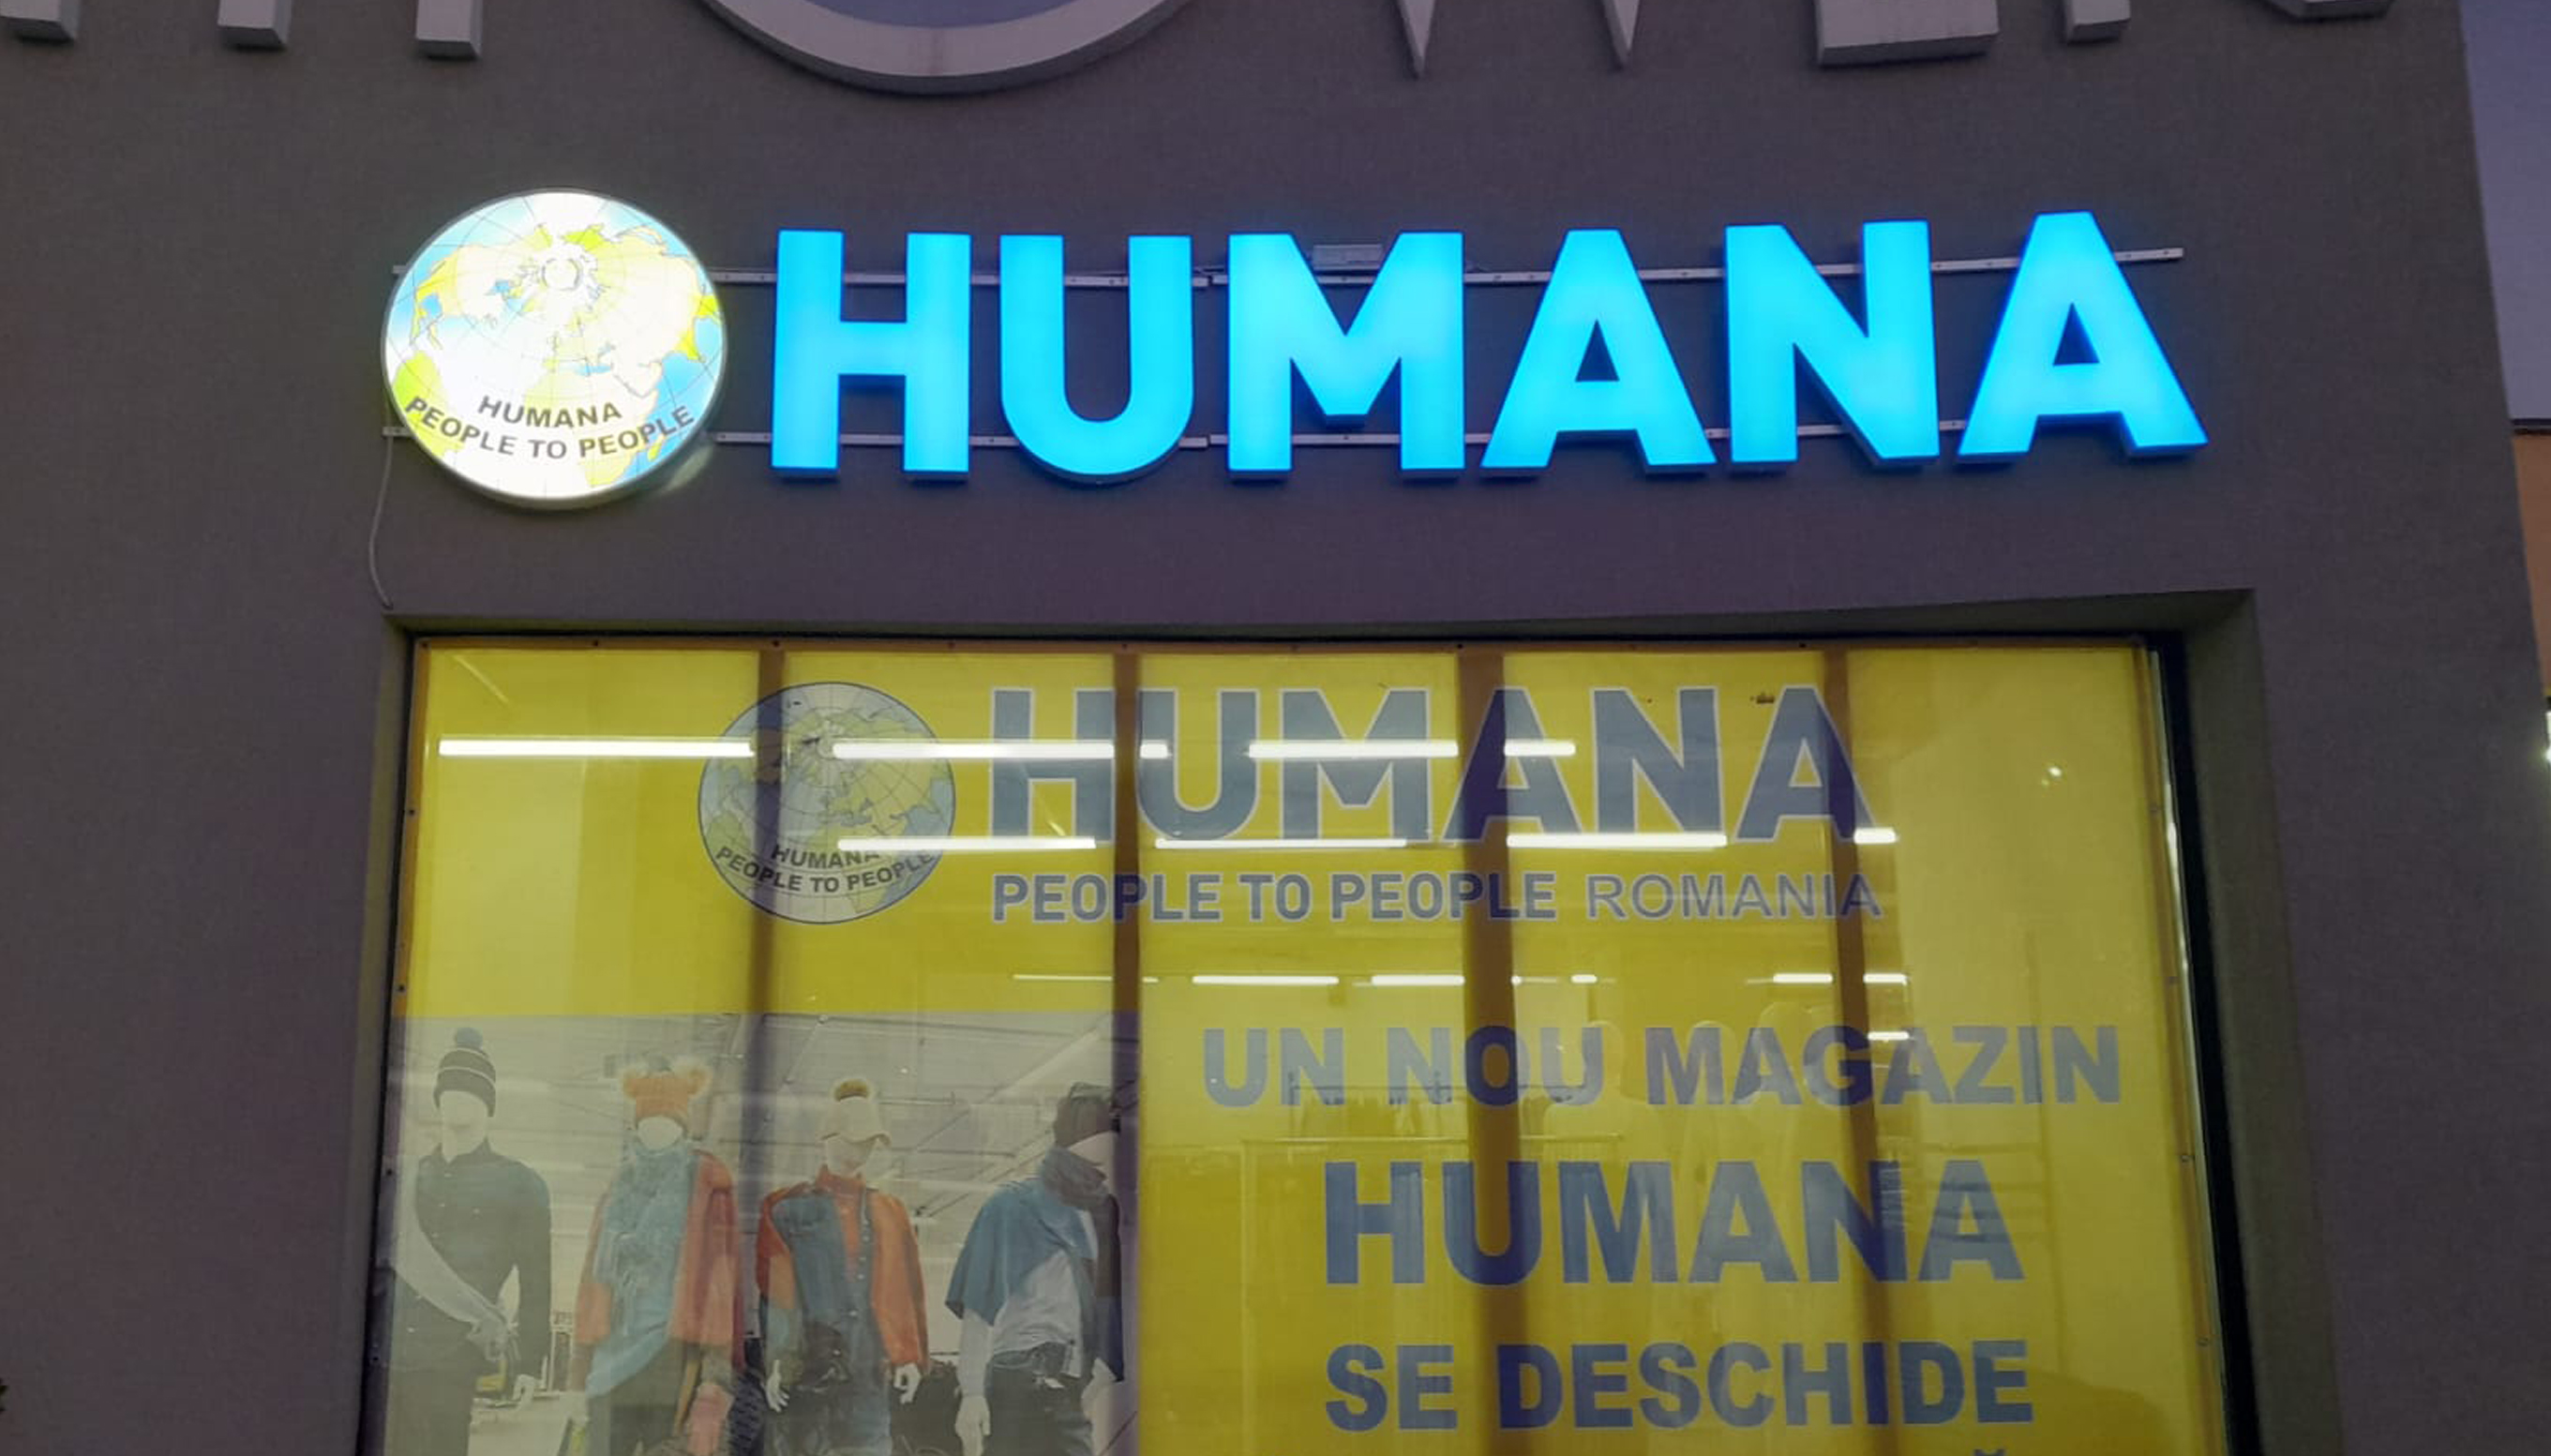 HUMANA
PEOPLE TO PEOPLE
HUMANA
HUMANA
PEOPLE TO PEOPLE
HUMANA
PEOPLE TO PEOPLE ROMANIA
UN NOU MAGAZIN
HUMANA
SE DESCHIDE